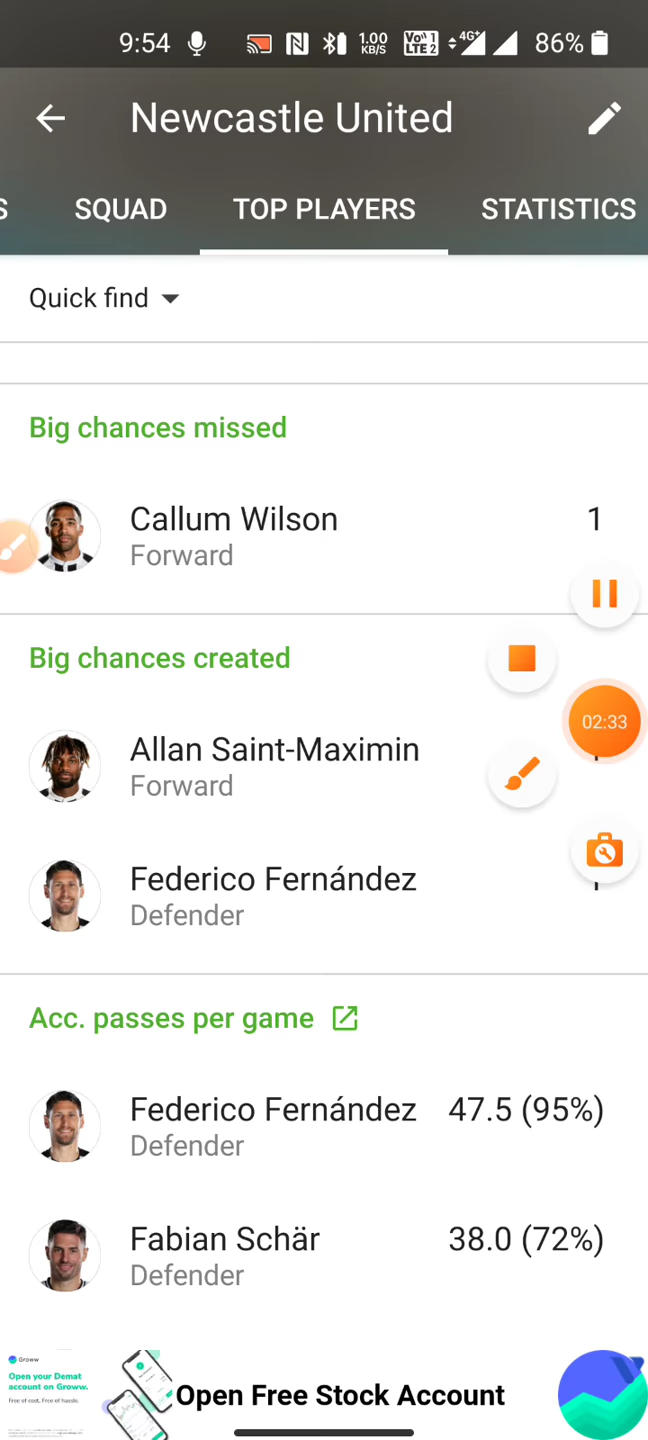 9:54 1.00 KB/S Vo 1 LTE 2 4G+ 86%
Newcastle United
S SQUAD TOP PLAYERS STATISTICS
Quick find
Big chances missed
Callum Wilson 1
Forward
Big chances created
02:33
Allan Saint-Maximin
Forward
Federico Fernández
Defender
Acc. passes per game
Federico Fernández 47.5 (95%)
Defender
Fabian Schär 38.0 (72%)
Defender
Groww
Open your Demat
account on Groww.
Free of cost. Free of hassle.
Open Free Stock Account